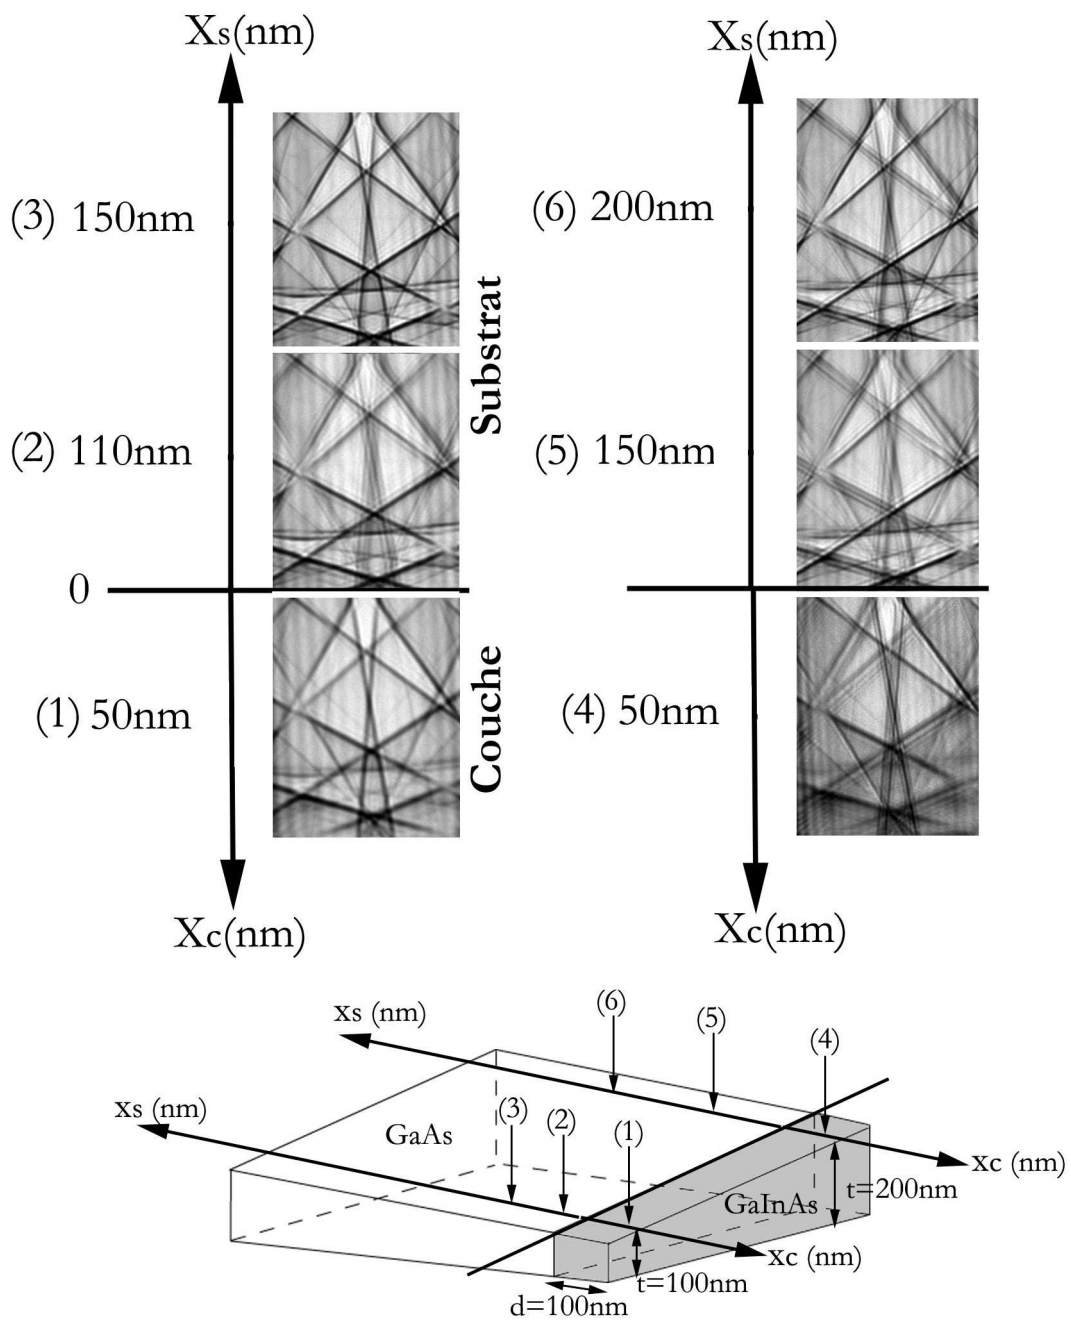 Xs(nm)
Xs(nm)
(3) 150nm
(6) 200nm
Substrat
(2) 110nm
(5) 150nm
0
Couche
(1) 50nm
(4) 50nm
Xc(nm)
Xc(nm)
xs (nm)
(6)
(5)
(4)
xs (nm)
(3)
(2)
(1)
GaAs
xc (nm)
GaInAs
t=200nm
xc (nm)
t=100nm
d=100nm